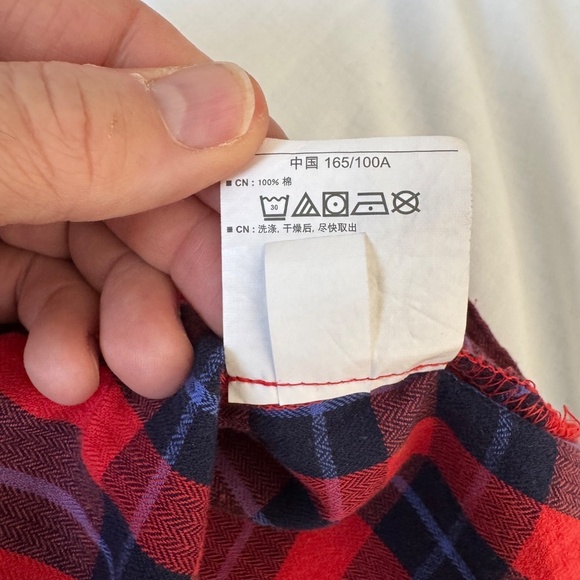 中国 165/100A
■ CN : 100% 棉
30
■ CN : 洗涤, 干燥后, 尽快取出